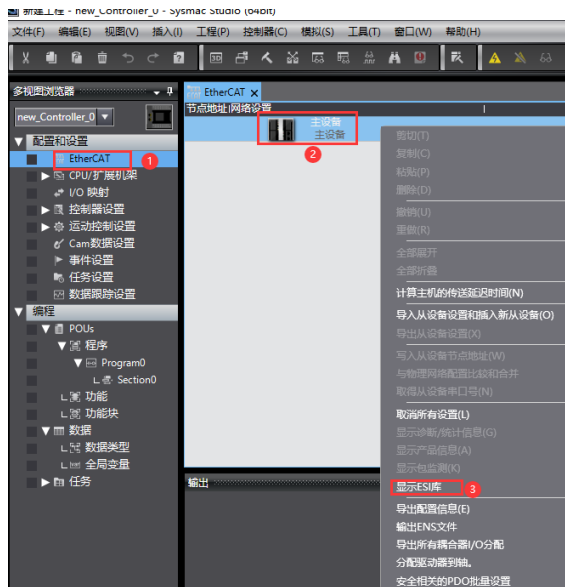 新建工程 - new_Controller_0 - Sysmac Studio (64bit)
文件(F) 编辑(E) 视图(V) 插入(I) 工程(P) 控制器(C) 模拟(S) 工具(T) 窗口(W) 帮助(H)
多视图浏览器
new_Controller_0
配置和设置
EtherCAT 1
CPU/扩展机架
I/O 映射
控制器设置
运动控制设置
Cam数据设置
事件设置
任务设置
数据跟踪设置
编程
POUs
程序
Program0
Section0
功能
功能块
数据
数据类型
全局变量
任务
EtherCAT
节点地址|网络设置
主设备
主设备
2
输出
剪切(T)
复制(C)
粘贴(P)
删除(D)
撤销(U)
重做(R)
全部展开
全部折叠
计算主机的传送延迟时间(N)
导入从设备设置和插入新从设备(O)
导出从设备设置(X)
写入从设备节点地址(W)
与物理网络配置比较和合并
取得从设备串口号(N)
取消所有设置(L)
显示诊断/统计信息(G)
显示产品信息(A)
显示包监测(K)
显示ESI库 3
导出配置信息(E)
输出ENS文件
导出所有耦合器I/O分配
分配驱动器到轴。
安全相关的PDO批量设置